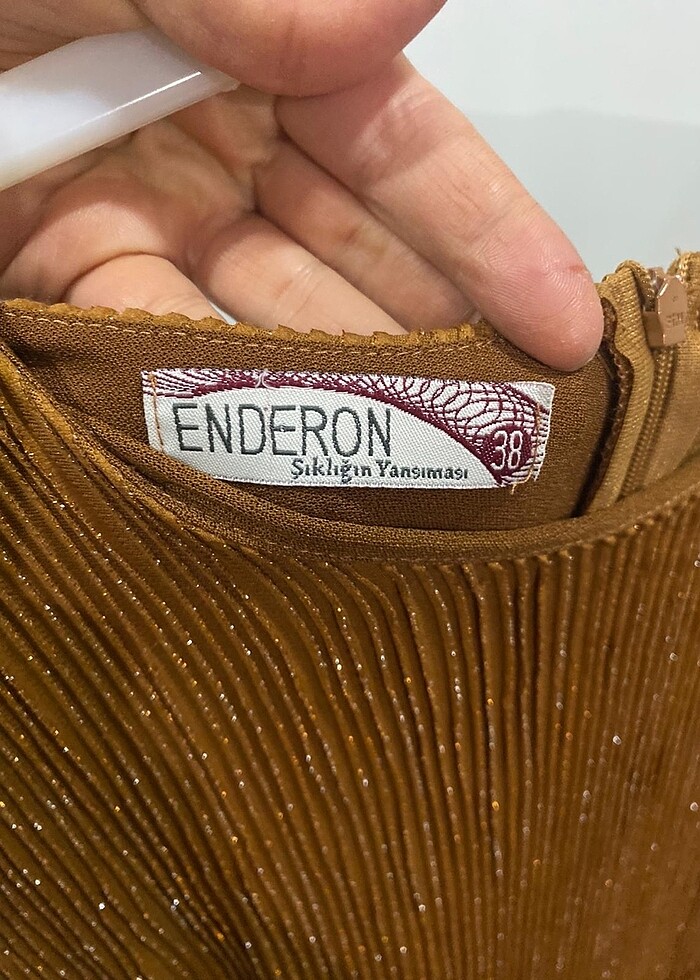 ENDERON
38
Şıklığın Yansıması